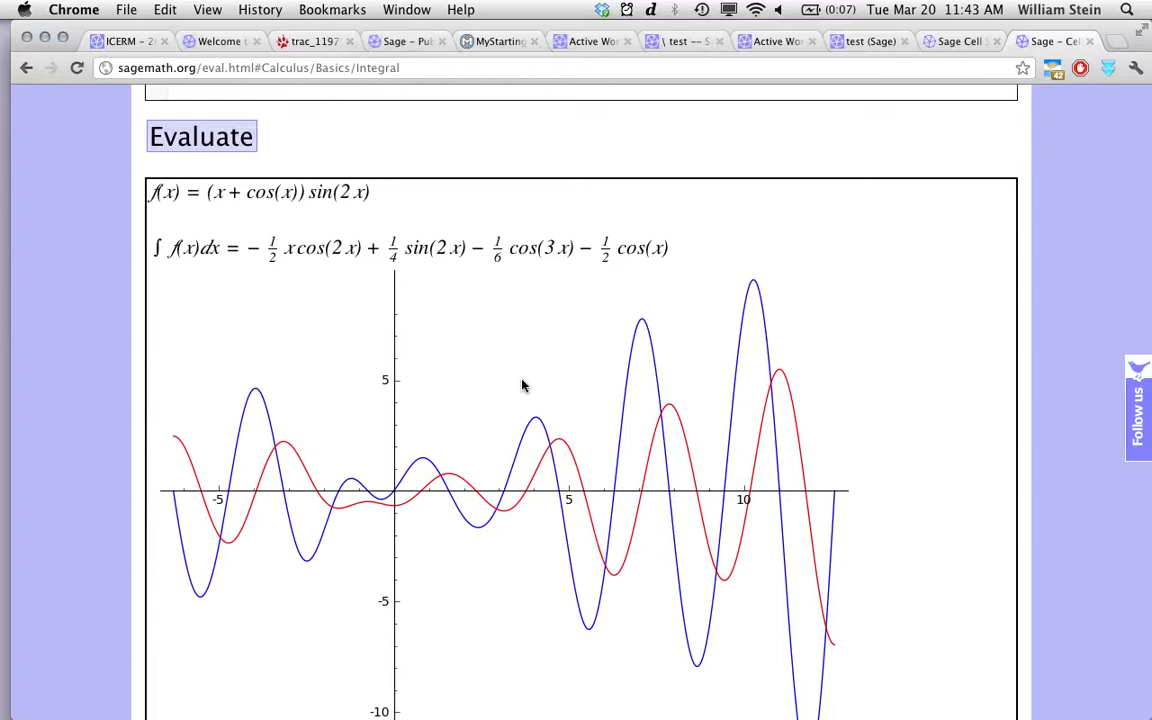 Chrome File Edit View History Bookmarks Window Help (0:07) Tue Mar 20 11:43 AM William Stein
ICERM – 2 Welcome t trac_1197 Sage – Pu MyStarting Active Wo \ test –– S Active Wo test (Sage) Sage Cell S Sage – Ce
sagemath.org/eval.html#Calculus/Basics/Integral
42
Evaluate
f(x) = (x + cos(x)) sin(2 x)
∫ f(x)dx = − 1/2 x cos(2 x) + 1/4 sin(2 x) − 1/6 cos(3 x) − 1/2 cos(x)
5
-5 5 10
-5
-10
Follow us